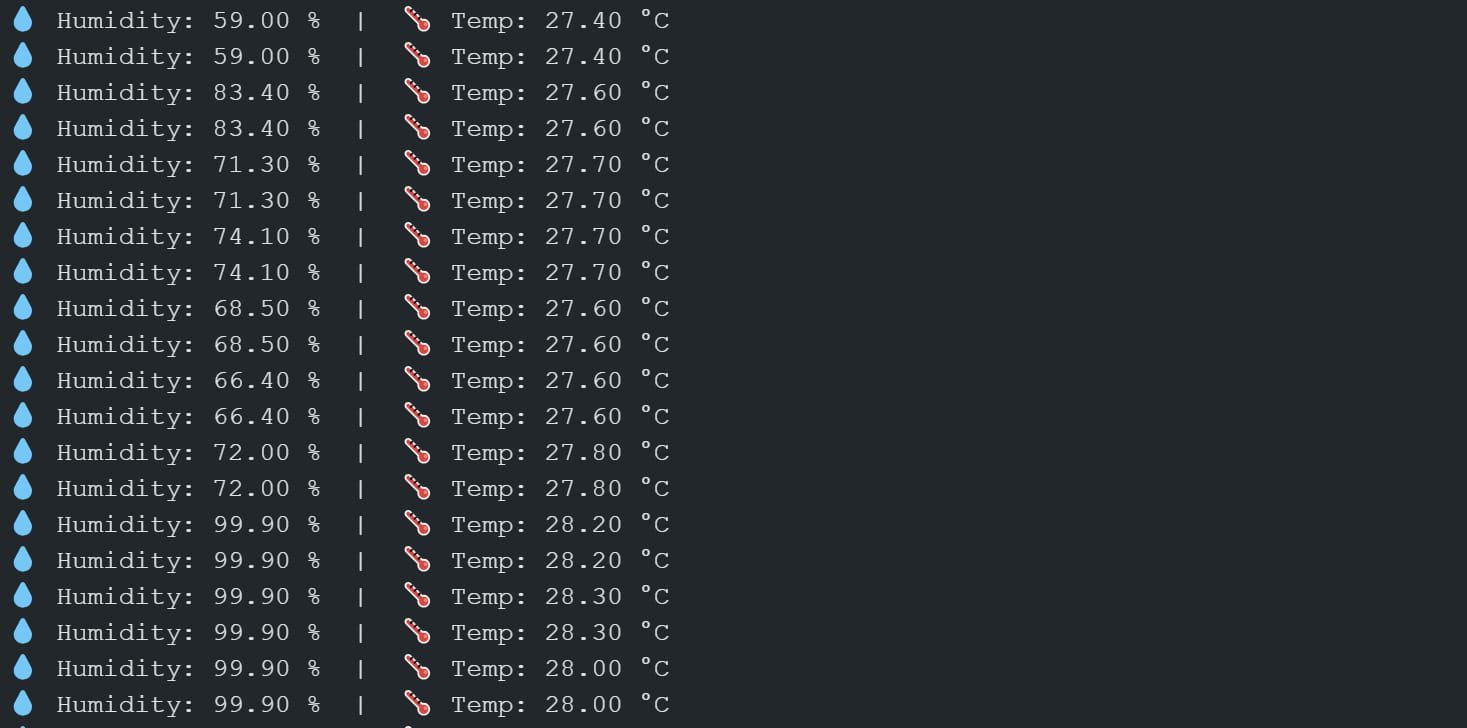 💧 Humidity: 59.00 %  |  🌡 Temp: 27.40 °C
💧 Humidity: 59.00 %  |  🌡 Temp: 27.40 °C
💧 Humidity: 83.40 %  |  🌡 Temp: 27.60 °C
💧 Humidity: 83.40 %  |  🌡 Temp: 27.60 °C
💧 Humidity: 71.30 %  |  🌡 Temp: 27.70 °C
💧 Humidity: 71.30 %  |  🌡 Temp: 27.70 °C
💧 Humidity: 74.10 %  |  🌡 Temp: 27.70 °C
💧 Humidity: 74.10 %  |  🌡 Temp: 27.70 °C
💧 Humidity: 68.50 %  |  🌡 Temp: 27.60 °C
💧 Humidity: 68.50 %  |  🌡 Temp: 27.60 °C
💧 Humidity: 66.40 %  |  🌡 Temp: 27.60 °C
💧 Humidity: 66.40 %  |  🌡 Temp: 27.60 °C
💧 Humidity: 72.00 %  |  🌡 Temp: 27.80 °C
💧 Humidity: 72.00 %  |  🌡 Temp: 27.80 °C
💧 Humidity: 99.90 %  |  🌡 Temp: 28.20 °C
💧 Humidity: 99.90 %  |  🌡 Temp: 28.20 °C
💧 Humidity: 99.90 %  |  🌡 Temp: 28.30 °C
💧 Humidity: 99.90 %  |  🌡 Temp: 28.30 °C
💧 Humidity: 99.90 %  |  🌡 Temp: 28.00 °C
💧 Humidity: 99.90 %  |  🌡 Temp: 28.00 °C